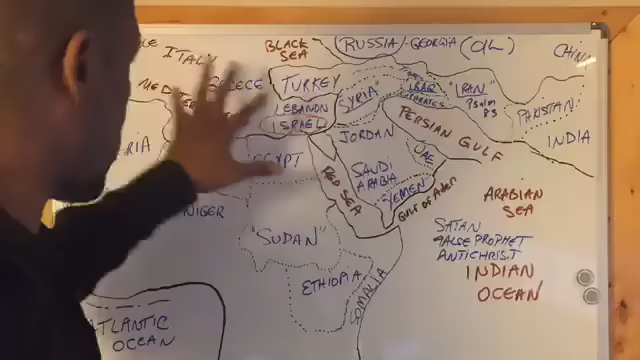 ITALY
BLACK
SEA
RUSSIA
-GEORGIA
(OIL)
CHINA
TURKEY
LEBANON
ISRAEL
SYRIA
IRAQ
"IRAN"
Psalm
83
PAKISTAN
INDIA
JORDAN
PERSIAN GULF
EGYPT
RED SEA
SAUDI
ARABIA
UAE
YEMEN
GULF OF ADEN
ARABIAN
SEA
NIGER
"SUDAN"
ETHIOPIA
SOMALIA
SATAN
FALSE PROPHET
ANTICHRIST
INDIAN
OCEAN
ATLANTIC
OCEAN